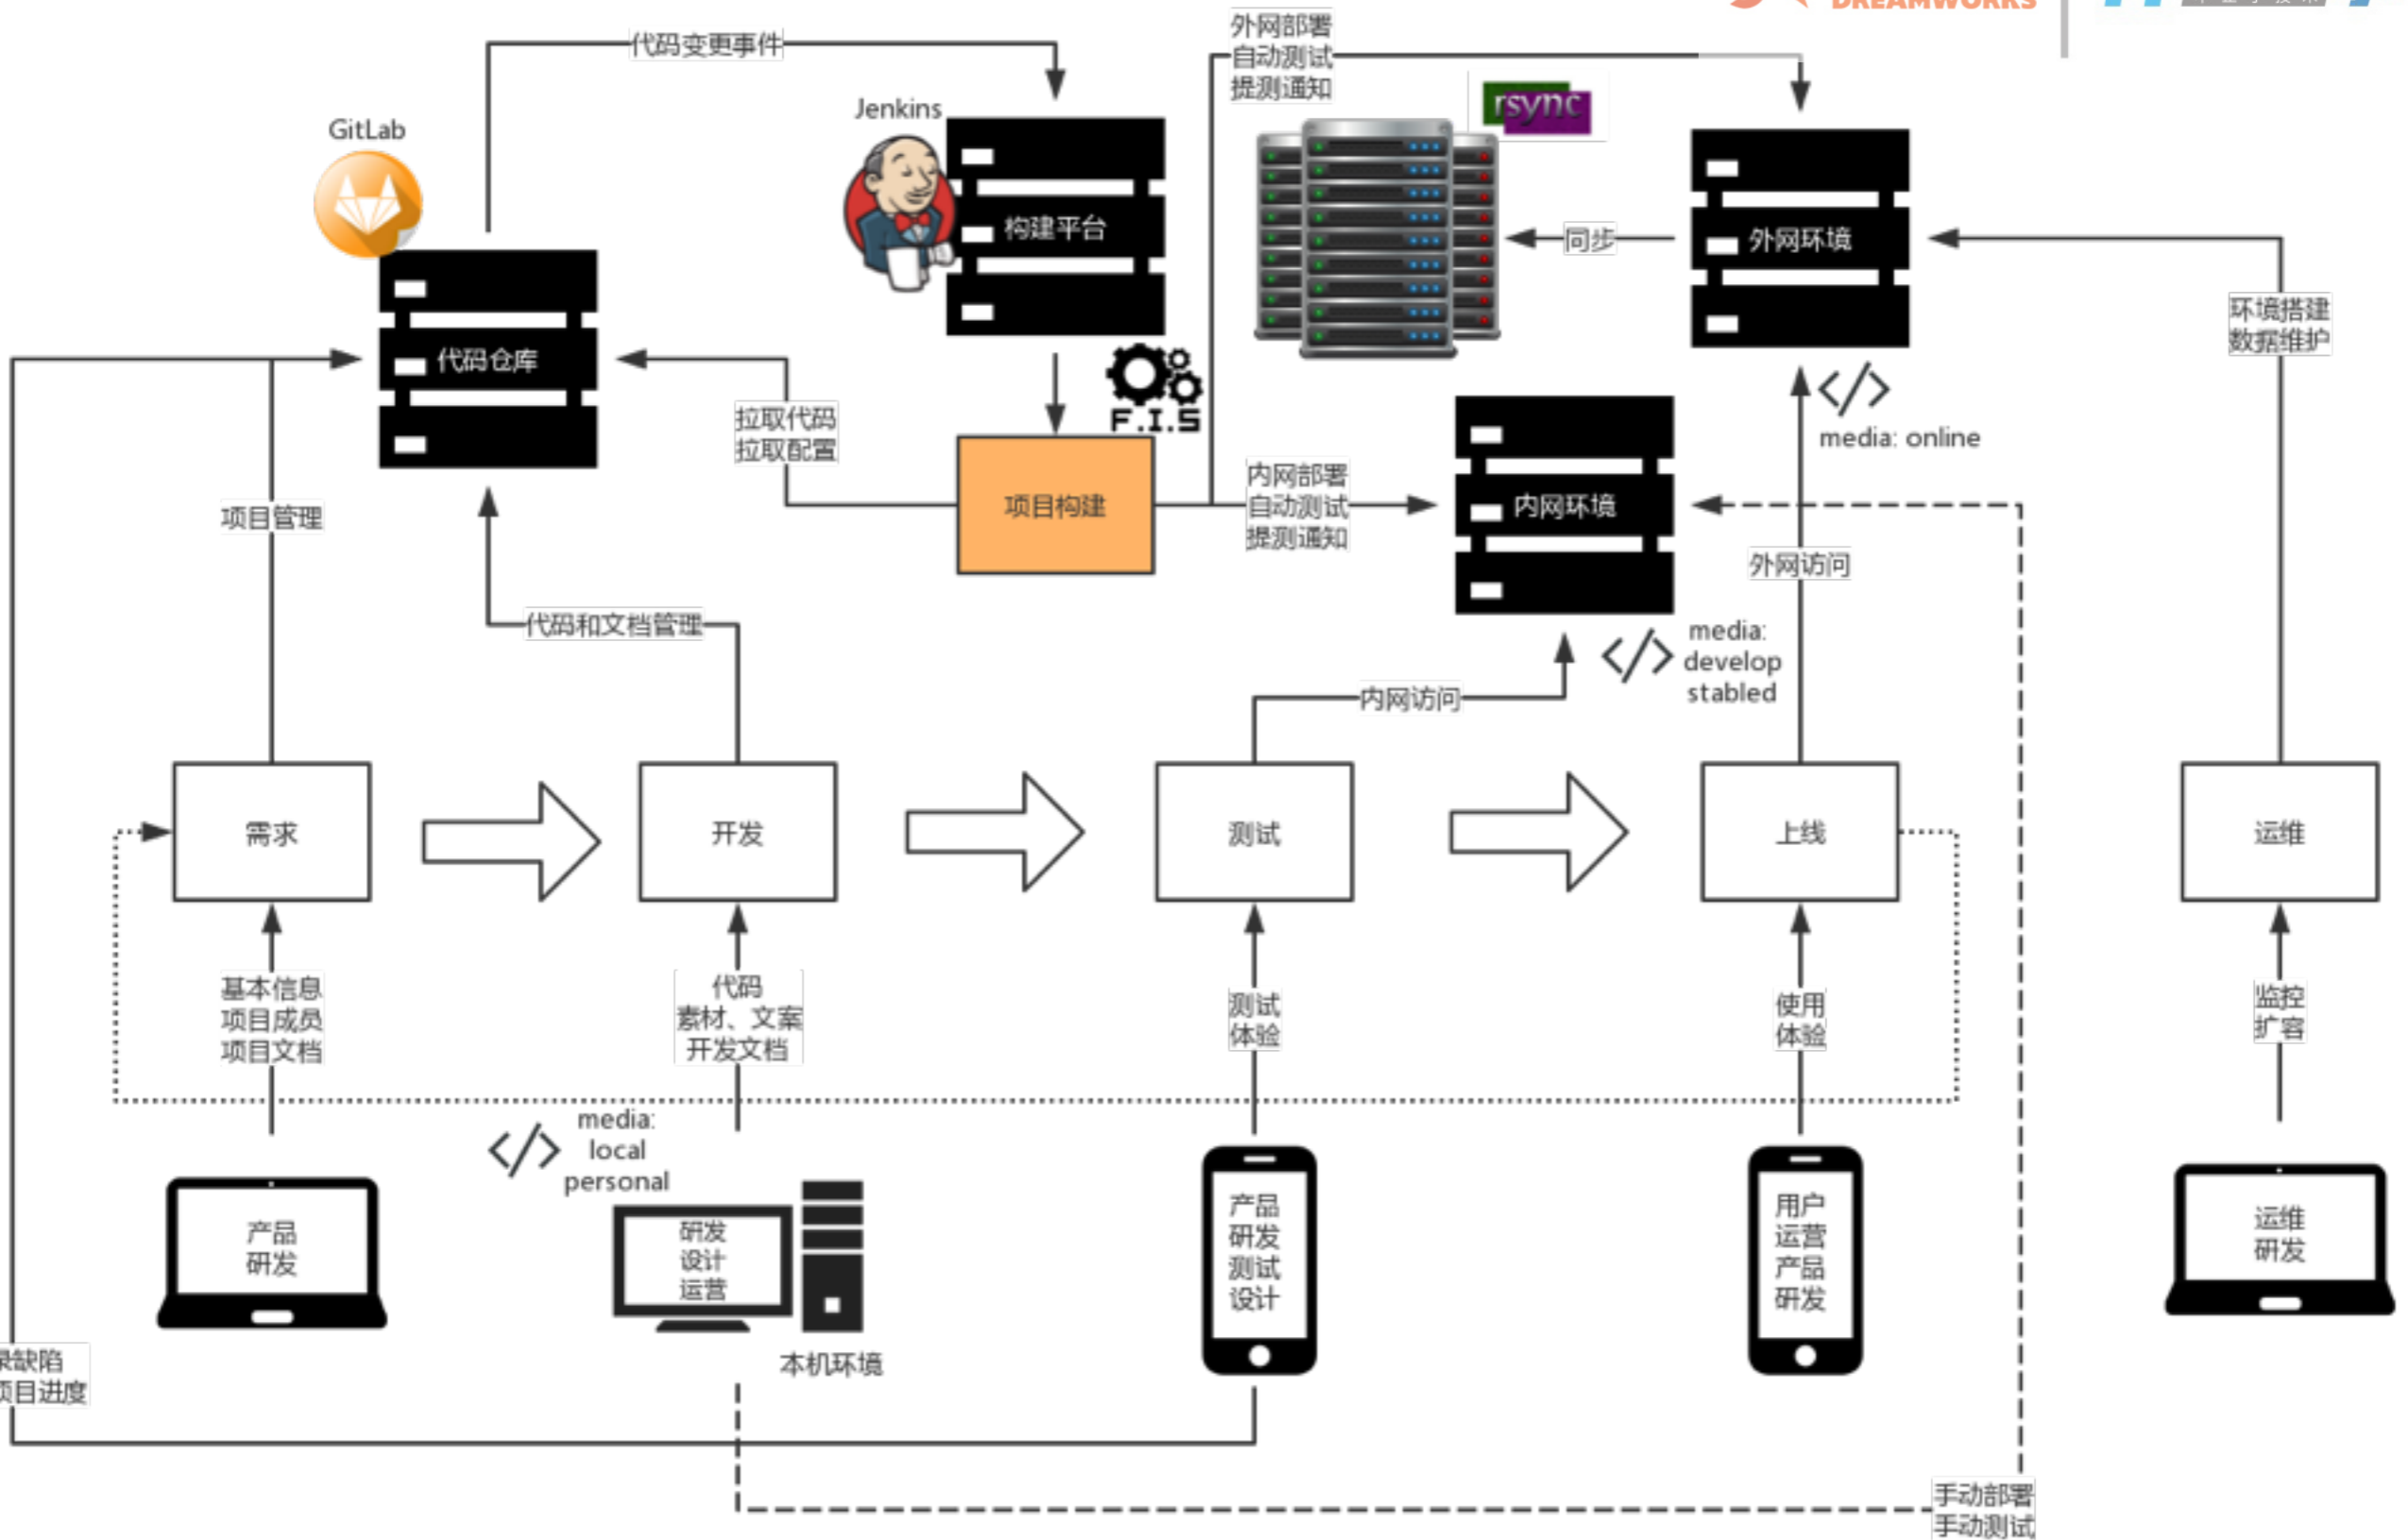 DREAMWORKS
代码变更事件
外网部署
自动测试
提测通知
rsync
Jenkins
GitLab
构建平台
同步
外网环境
环境搭建
数据维护
代码仓库
F.I.S
拉取代码
拉取配置
media: online
项目管理
项目构建
内网部署
自动测试
提测通知
内网环境
外网访问
代码和文档管理
media:
develop
stabled
内网访问
需求
开发
测试
上线
运维
基本信息
项目成员
项目文档
代码
素材、文案
开发文档
测试
体验
使用
体验
监控
扩容
media:
local
personal
产品
研发
研发
设计
运营
产品
研发
测试
设计
用户
运营
产品
研发
运维
研发
本机环境
缺陷
项目进度
手动部署
手动测试